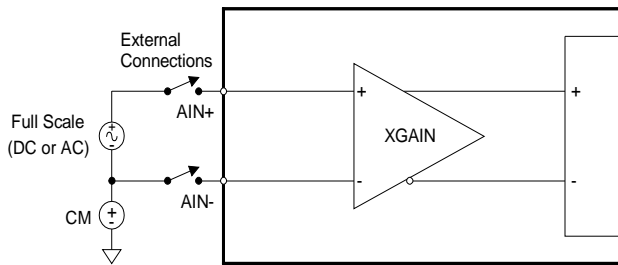 External
Connections
AIN+
Full Scale
(DC or AC)
+
-
AIN-
CM
+
-
+
XGAIN
-
+
-